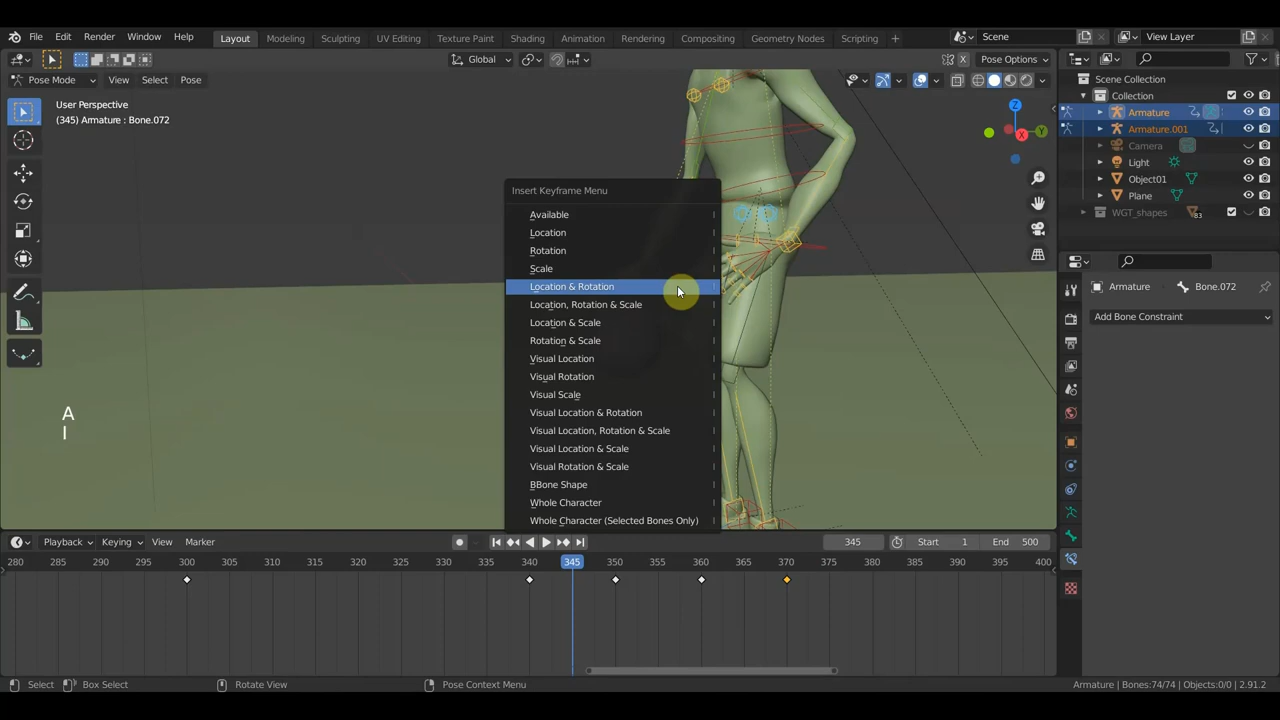 File Edit Render Window Help Layout Modeling Sculpting UV Editing Texture Paint Shading Animation Rendering Compositing Geometry Nodes Scripting + Scene View Layer
Global Pose Options
Pose Mode View Select Pose
User Perspective
(345) Armature : Bone.072
Z
X
Y
Scene Collection
Collection
Armature
Armature.001
Camera
Light
Object01
Plane
WGT_shapes 83
Armature Bone.072
Add Bone Constraint
Insert Keyframe Menu
Available I
Location I
Rotation I
Scale I
Location & Rotation I
Location, Rotation & Scale I
Location & Scale I
Rotation & Scale I
Visual Location I
Visual Rotation I
Visual Scale I
Visual Location & Rotation I
Visual Location, Rotation & Scale I
Visual Location & Scale I
Visual Rotation & Scale I
BBone Shape I
Whole Character I
Whole Character (Selected Bones Only) I
A
I
Playback Keying View Marker 345 Start 1 End 500
280 285 290 295 300 305 310 315 320 325 330 335 340 345 350 355 360 365 370 375 380 385 390 395 400
Select Box Select Rotate View Pose Context Menu Armature | Bones:74/74 | Objects:0/0 | 2.91.2